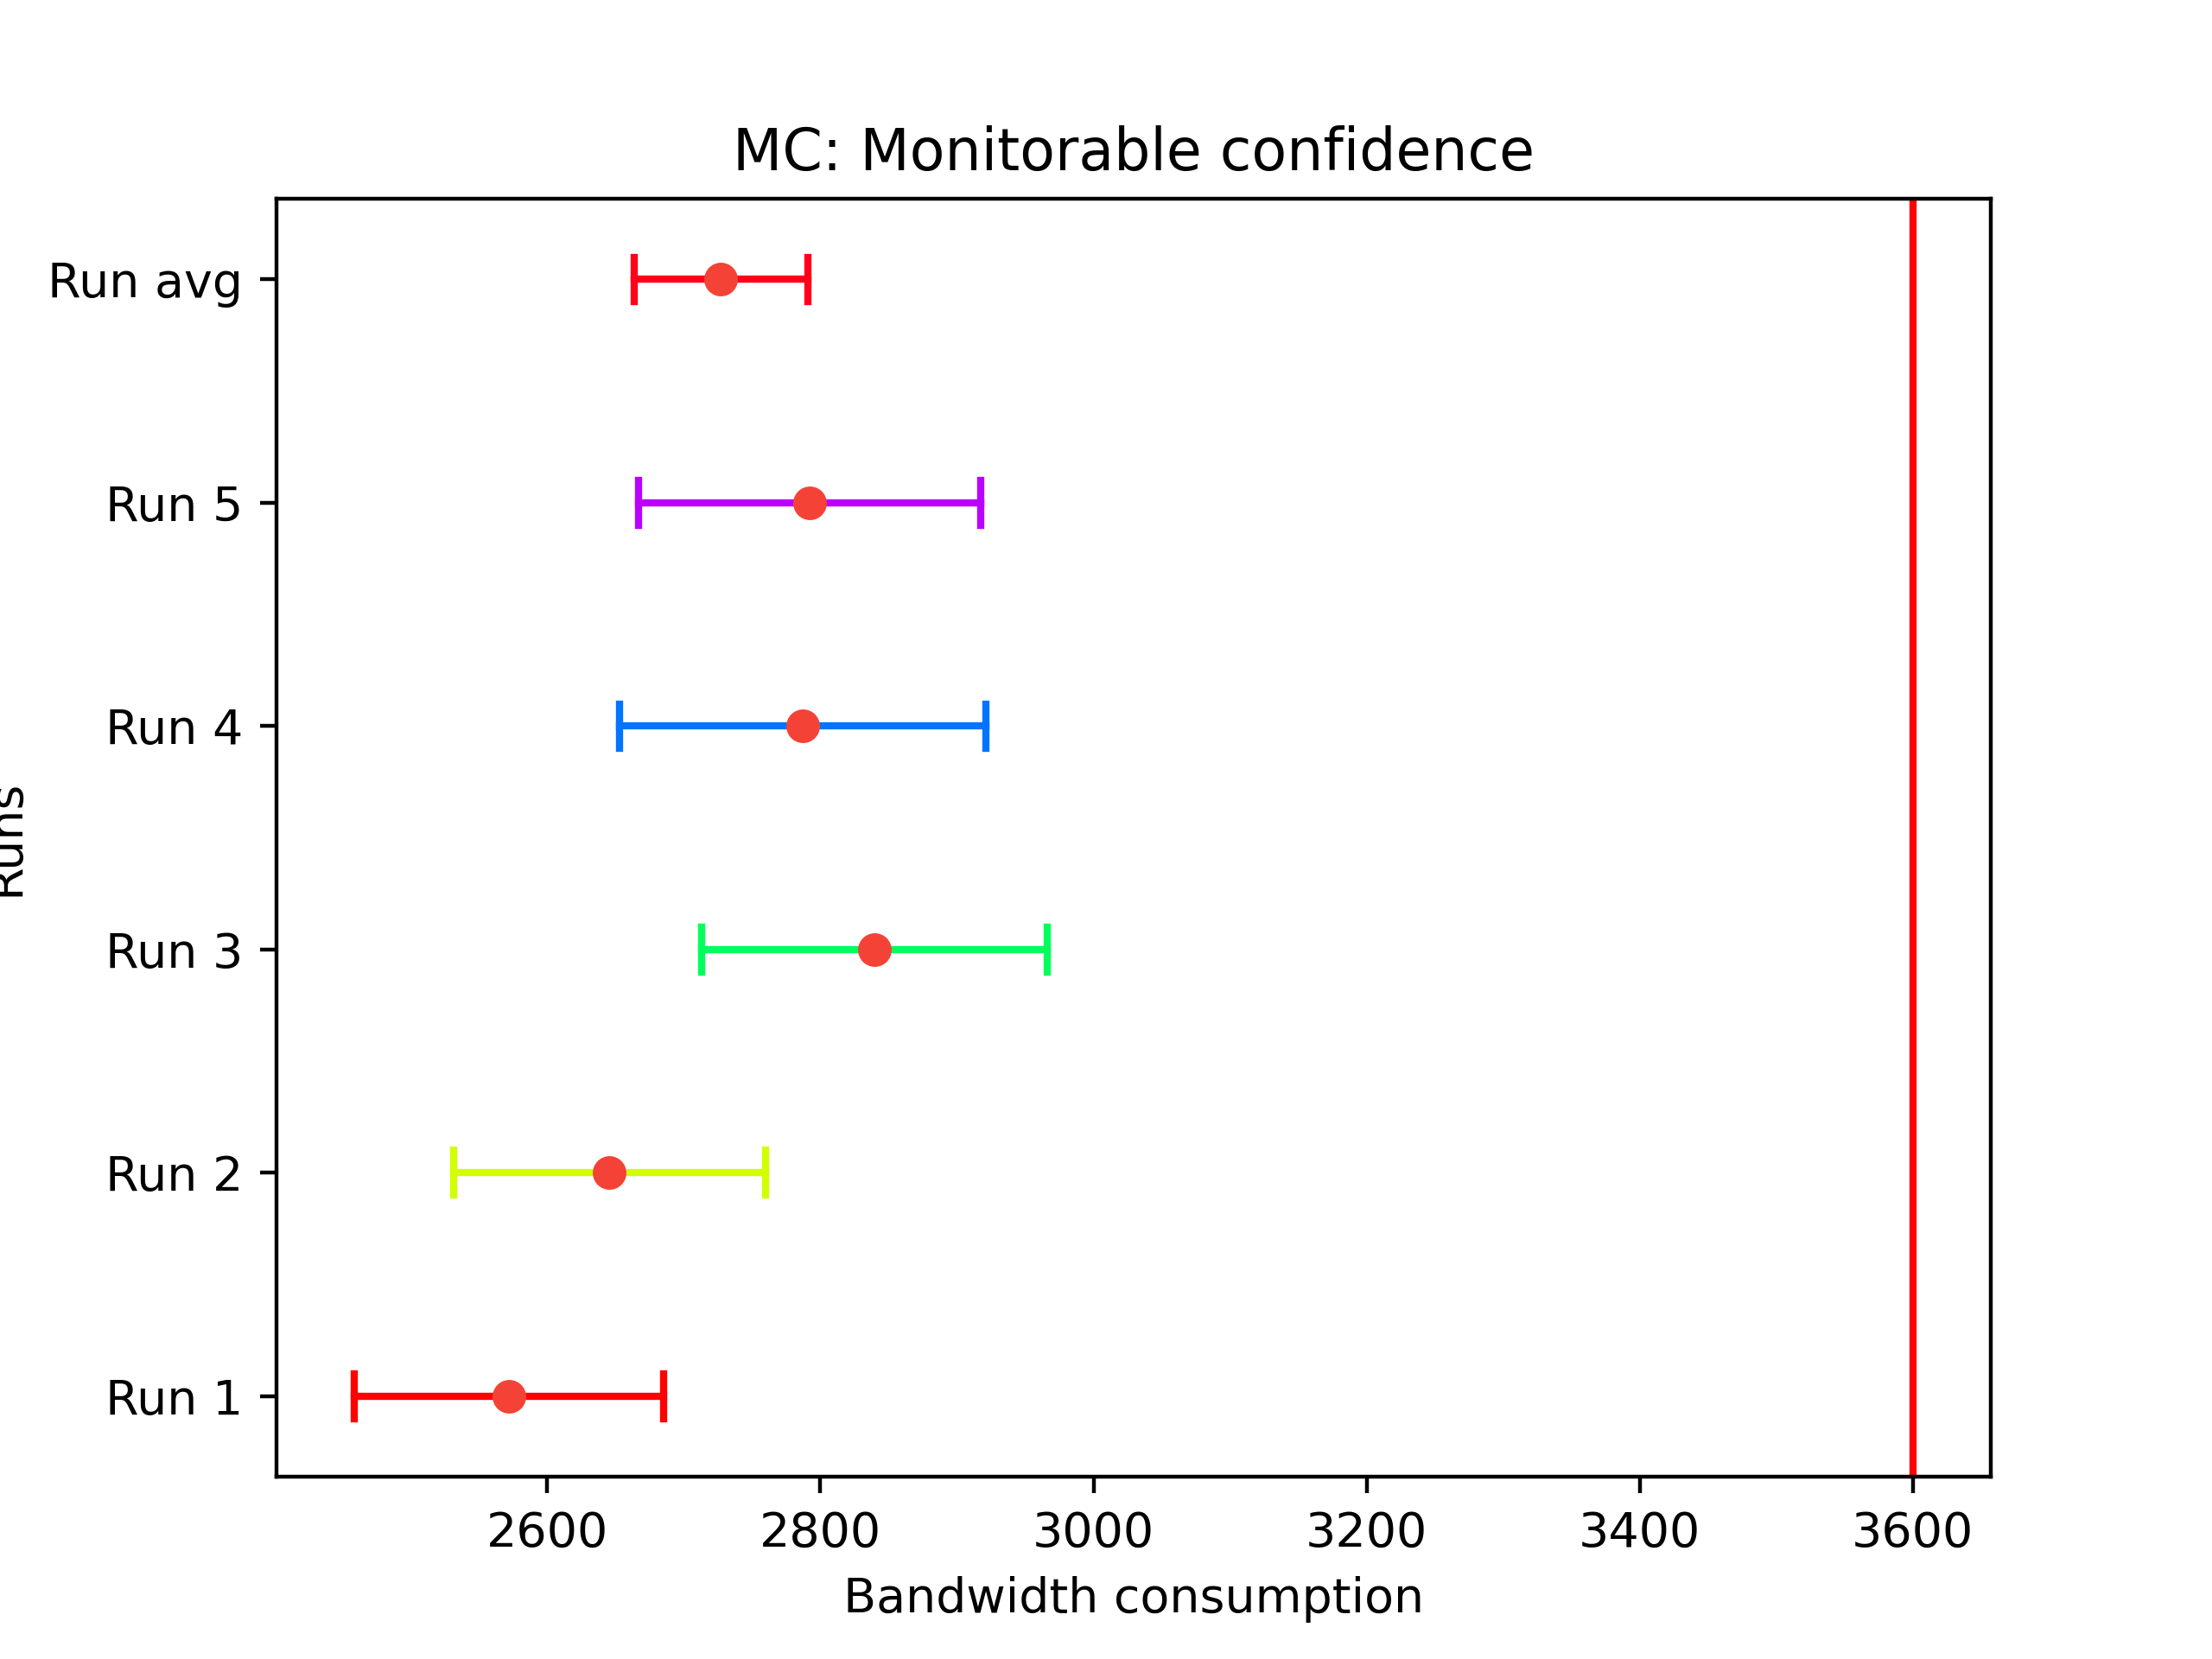 MC: Monitorable confidence
Run avg
Run 5
Run 4
Runs
Run 3
Run 2
Run 1
2600 2800 3000 3200 3400 3600
Bandwidth consumption